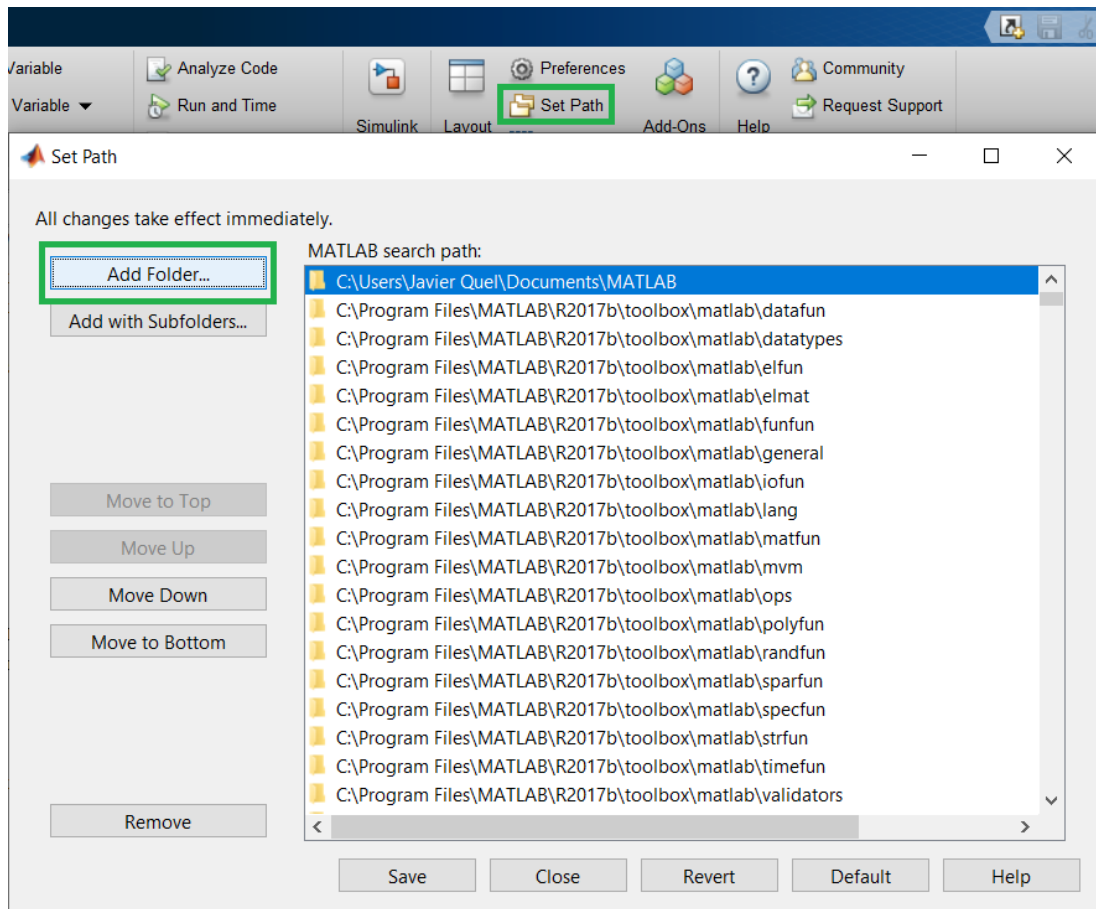 Variable
Analyze Code
Preferences
Community
Variable
Run and Time
Set Path
Request Support
Simulink
Layout
Add-Ons
Help
Set Path
All changes take effect immediately.
Add Folder...
Add with Subfolders...
Move to Top
Move Up
Move Down
Move to Bottom
Remove
MATLAB search path:
C:\Users\Javier Quel\Documents\MATLAB
C:\Program Files\MATLAB\R2017b\toolbox\matlab\datafun
C:\Program Files\MATLAB\R2017b\toolbox\matlab\datatypes
C:\Program Files\MATLAB\R2017b\toolbox\matlab\elfun
C:\Program Files\MATLAB\R2017b\toolbox\matlab\elmat
C:\Program Files\MATLAB\R2017b\toolbox\matlab\funfun
C:\Program Files\MATLAB\R2017b\toolbox\matlab\general
C:\Program Files\MATLAB\R2017b\toolbox\matlab\iofun
C:\Program Files\MATLAB\R2017b\toolbox\matlab\lang
C:\Program Files\MATLAB\R2017b\toolbox\matlab\matfun
C:\Program Files\MATLAB\R2017b\toolbox\matlab\mvm
C:\Program Files\MATLAB\R2017b\toolbox\matlab\ops
C:\Program Files\MATLAB\R2017b\toolbox\matlab\polyfun
C:\Program Files\MATLAB\R2017b\toolbox\matlab\randfun
C:\Program Files\MATLAB\R2017b\toolbox\matlab\sparfun
C:\Program Files\MATLAB\R2017b\toolbox\matlab\specfun
C:\Program Files\MATLAB\R2017b\toolbox\matlab\strfun
C:\Program Files\MATLAB\R2017b\toolbox\matlab\timefun
C:\Program Files\MATLAB\R2017b\toolbox\matlab\validators
Save
Close
Revert
Default
Help